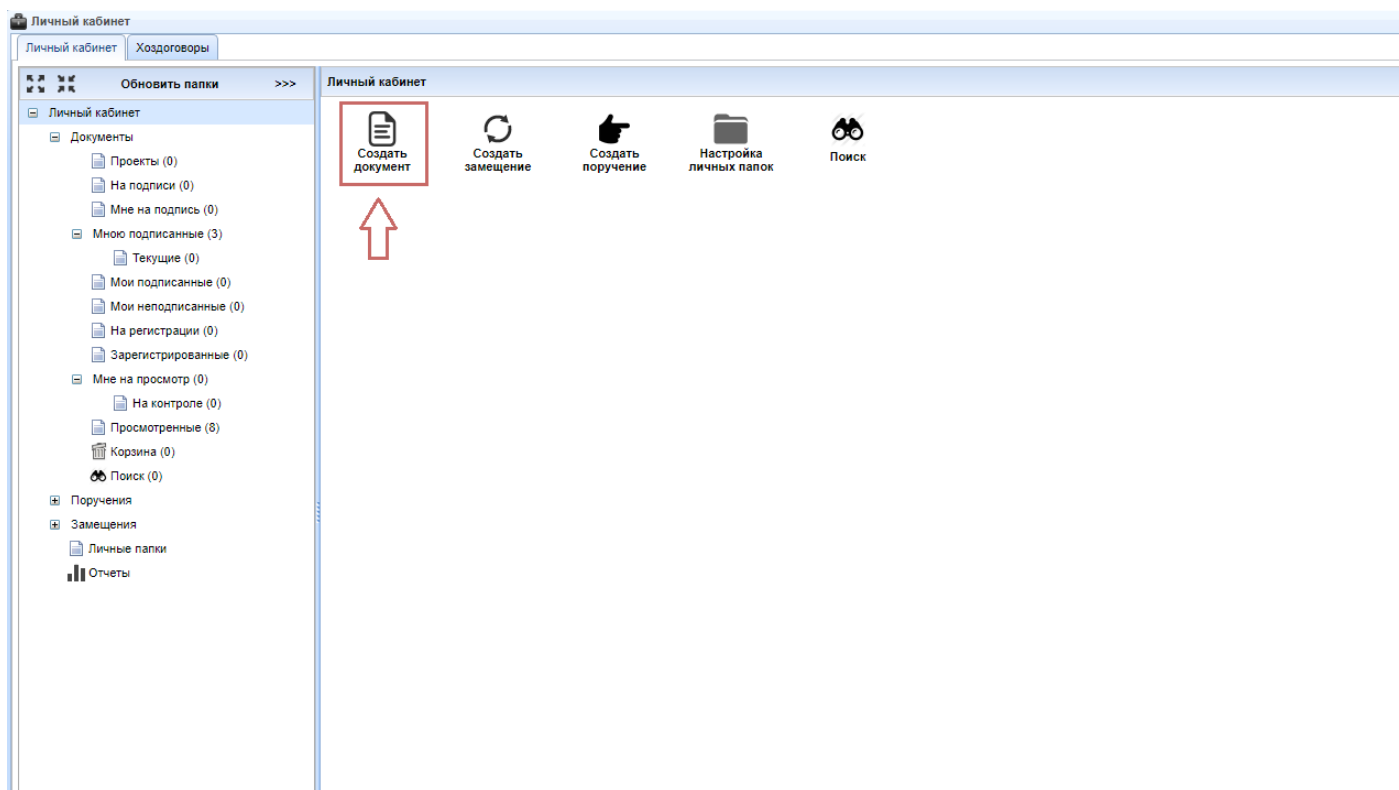 Личный кабинет
Личный кабинет
Хоздоговоры
Обновить папки >>>
Личный кабинет
Документы
Проекты (0)
На подписи (0)
Мне на подпись (0)
Мною подписанные (3)
Текущие (0)
Мои подписанные (0)
Мои неподписанные (0)
На регистрации (0)
Зарегистрированные (0)
Мне на просмотр (0)
На контроле (0)
Просмотренные (8)
Корзина (0)
Поиск (0)
Поручения
Замещения
Личные папки
Отчеты
Личный кабинет
Создать
документ
Создать
замещение
Создать
поручение
Настройка
личных папок
Поиск